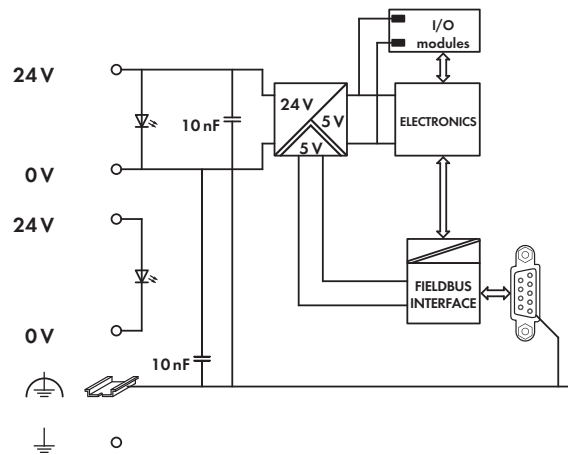 I/O
modules
24 V
24 V
5 V
5 V
10 nF
ELECTRONICS
0 V
24 V
FIELDBUS
INTERFACE
0 V
10 nF